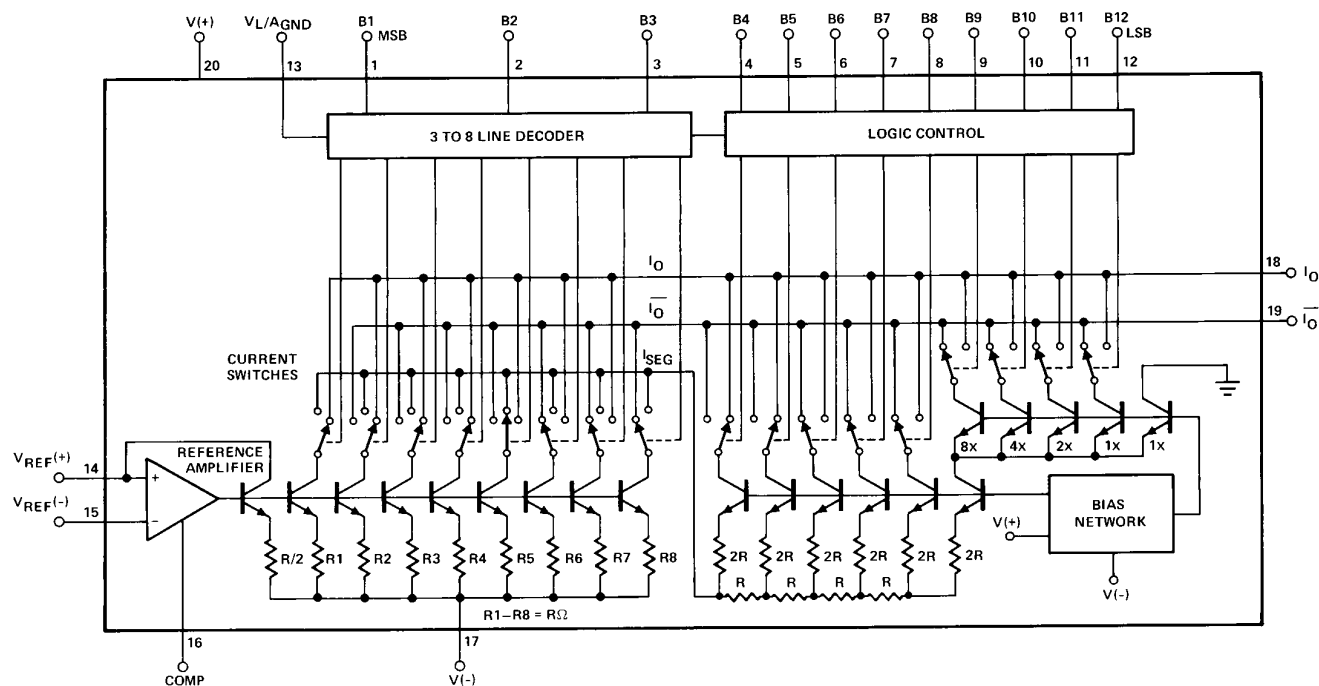 V(+) VL/AGND B1 MSB B2 B3 B4 B5 B6 B7 B8 B9 B10 B11 B12 LSB
20 13 1 2 3 4 5 6 7 8 9 10 11 12
3 TO 8 LINE DECODER
LOGIC CONTROL
IO
18 IO
IO
19 IO
CURRENT
SWITCHES
ISEG
8x 4x 2x 1x 1x
REFERENCE
AMPLIFIER
VREF(+) 14 +
VREF(-) 15 −
BIAS
NETWORK
V(+)
V(-)
R/2 R1 R2 R3 R4 R5 R6 R7 R8
2R 2R 2R 2R 2R 2R
R R R R
R1–R8 = RΩ
16
17
COMP
V(-)